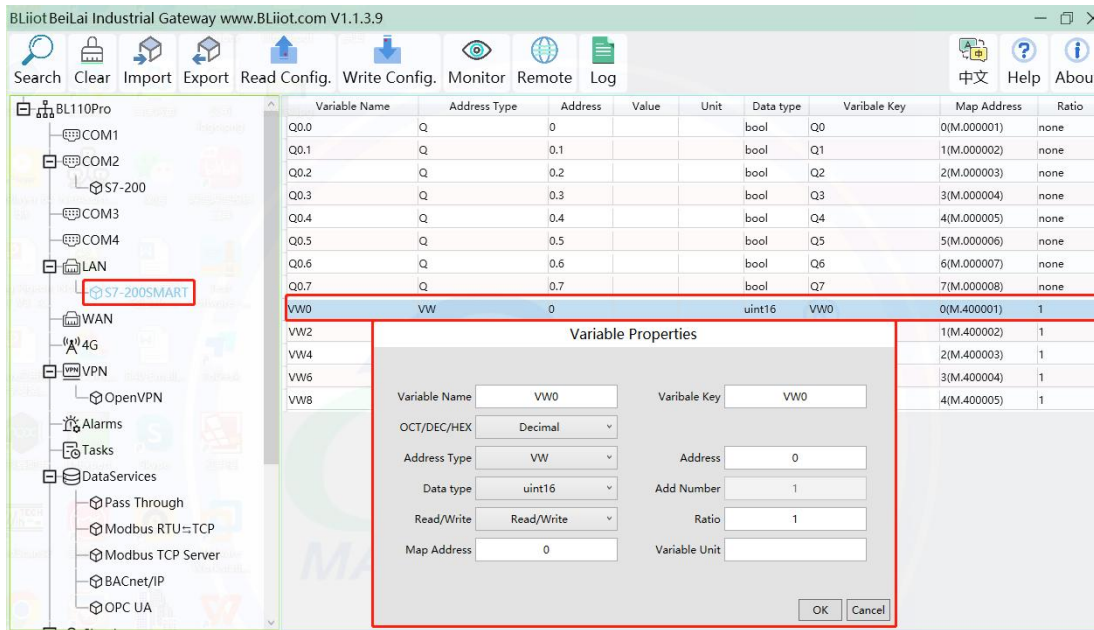 BLiiot BeiLai Industrial Gateway www.BLiiot.com V1.1.3.9
Search Clear Import Export Read Config. Write Config. Monitor Remote Log 中文 Help Abou
BL110Pro
COM1
COM2
S7-200
COM3
COM4
LAN
S7-200SMART
WAN
4G
VPN VPN
OpenVPN
Alarms
Tasks
DataServices
Pass Through
Modbus RTU⇆TCP
Modbus TCP Server
BACnet/IP
OPC UA
Variable Name Address Type Address Value Unit Data type Varibale Key Map Address Ratio
Q0.0 Q 0 bool Q0 0(M.000001) none
Q0.1 Q 0.1 bool Q1 1(M.000002) none
Q0.2 Q 0.2 bool Q2 2(M.000003) none
Q0.3 Q 0.3 bool Q3 3(M.000004) none
Q0.4 Q 0.4 bool Q4 4(M.000005) none
Q0.5 Q 0.5 bool Q5 5(M.000006) none
Q0.6 Q 0.6 bool Q6 6(M.000007) none
Q0.7 Q 0.7 bool Q7 7(M.000008) none
VW0 VW 0 uint16 VW0 0(M.400001) 1
VW2 1(M.400002) 1
VW4 2(M.400003) 1
VW6 3(M.400004) 1
VW8 4(M.400005) 1
Variable Properties
Variable Name VW0 Varibale Key VW0
OCT/DEC/HEX Decimal
Address Type VW Address 0
Data type uint16 Add Number 1
Read/Write Read/Write Ratio 1
Map Address 0 Variable Unit
OK Cancel